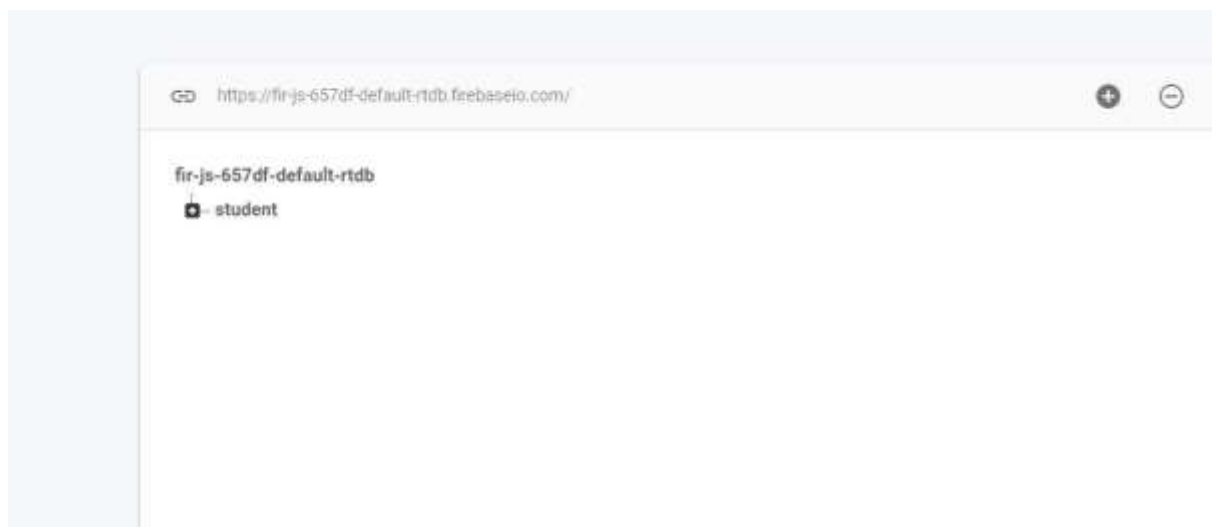 https://fir-js-657df-default-rtdb.firebaseio.com/
fir-js-657df-default-rtdb
student